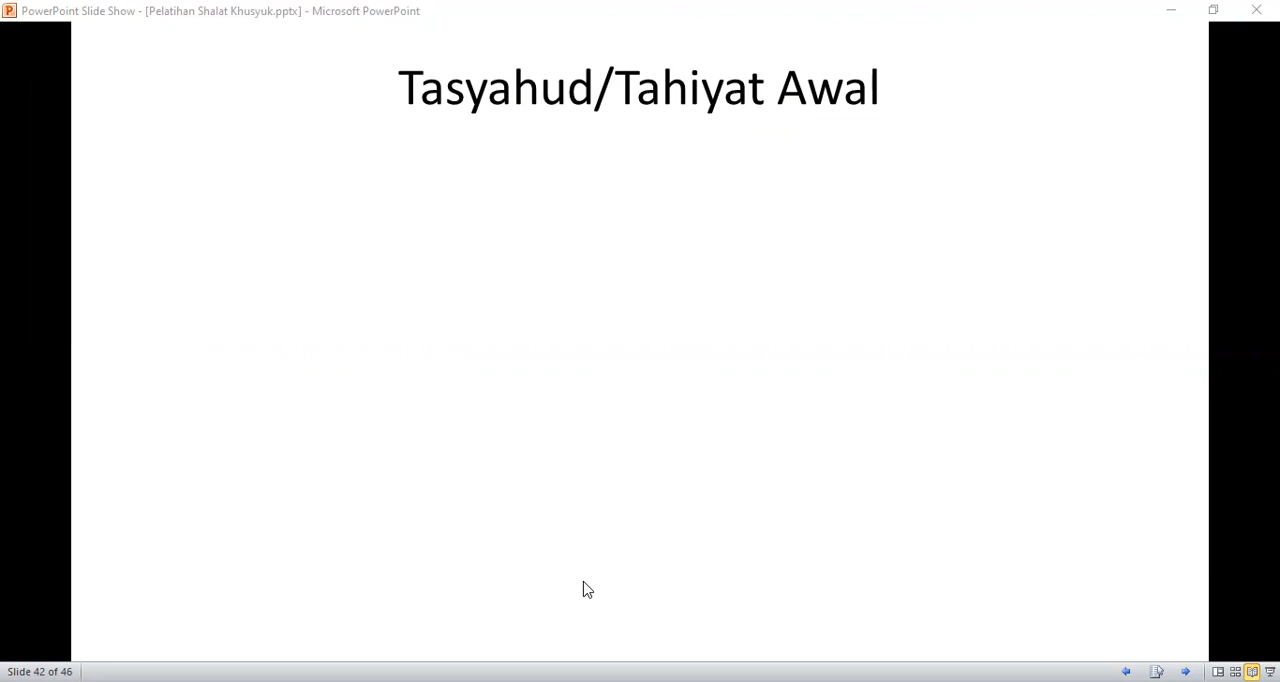 PowerPoint Slide Show - [Pelatihan Shalat Khusyuk.pptx] - Microsoft PowerPoint
Tasyahud/Tahiyat Awal
Slide 42 of 46